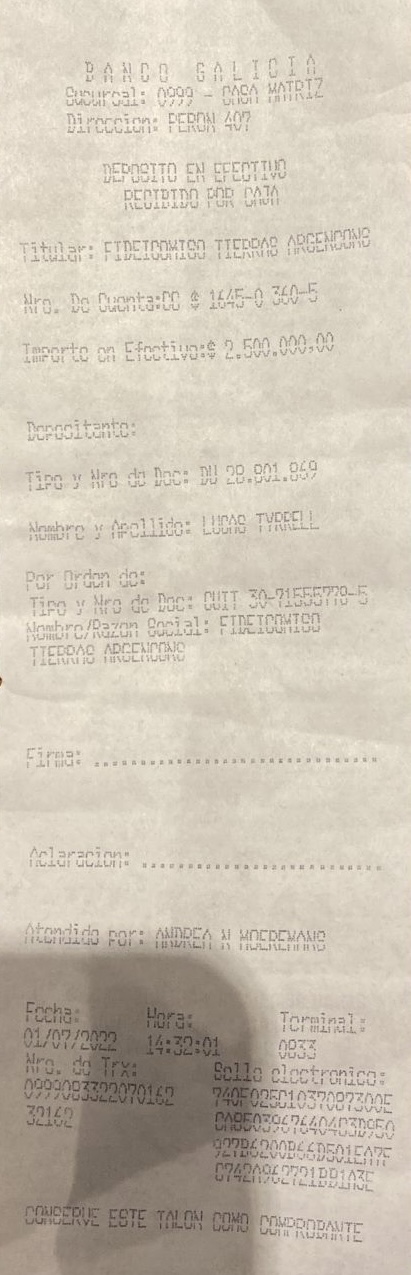 BANCO GALICIA
Sucursal: 0999 - CASA MATRIZ
Direccion: PERON 407
DEPOSITO EN EFECTIVO
RECIBIDO POR CAJA
Titular: FIDEICOMISO TIERRAS ARGENCONS
Nro. De Cuenta:CC $ 1645-0 360-5
Importe en Efectivo:$ 2.500.000,00
Depositante:
Tipo y Nro de Doc: DU 28.801.869
Nombre y Apellido: LUCAS TYRRELL
Por Orden de:
Tipo y Nro de Doc: CUIT 30-71555778-5
Nombre/Razon Social: FIDEICOMISO
TIERRAS ARGENCONS
Firma:
Aclaracion:
Atendido por: ANDREA N MOEREMANS
Fecha: Hora: Terminal:
01/07/2022 14:32:01 0833
Nro. de Trx: Sello electronico:
0999083322070162
32162
CONSERVE ESTE TALON COMO COMPROBANTE